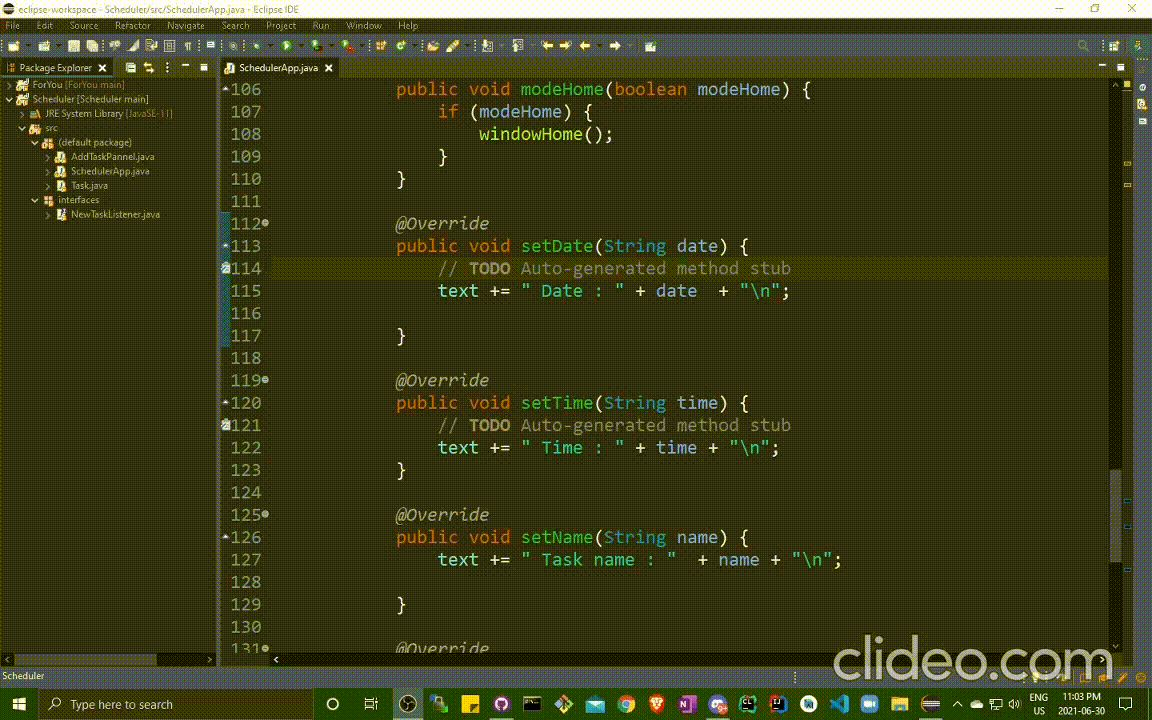 eclipse-workspace - Scheduler/src/SchedulerApp.java - Eclipse IDE
File Edit Source Refactor Navigate Search Project Run Window Help
Package Explorer
SchedulerApp.java
ForYou [ForYou main]
Scheduler [Scheduler main]
JRE System Library [JavaSE-11]
src
(default package)
AddTaskPannel.java
SchedulerApp.java
Task.java
interfaces
NewTaskListener.java
106 public void modeHome(boolean modeHome) {
107 if (modeHome) {
108 windowHome();
109 }
110 }
111
112 @Override
113 public void setDate(String date) {
114 // TODO Auto-generated method stub
115 text += " Date : " + date  + "\n";
116
117 }
118
119 @Override
120 public void setTime(String time) {
121 // TODO Auto-generated method stub
122 text += " Time : " + time + "\n";
123 }
124
125 @Override
126 public void setName(String name) {
127 text += " Task name : "  + name + "\n";
128
129 }
130
131 @Override
Scheduler
clideo.com
Type here to search
ENG
US
11:03 PM
2021-06-30